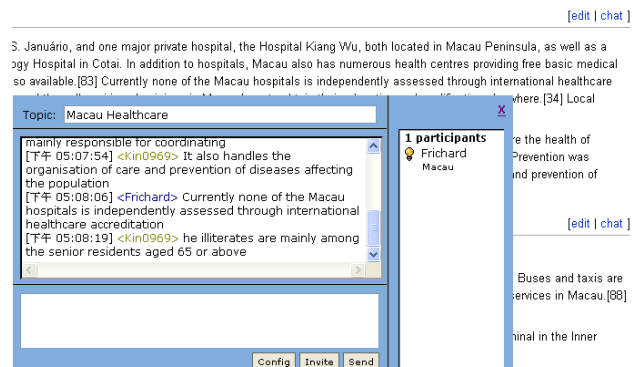 [edit | chat ]
S. Januário, and one major private hospital, the Hospital Kiang Wu, both located in Macau Peninsula, as well as a
ogy Hospital in Cotai. In addition to hospitals, Macau also has numerous health centres providing free basic medical
so available.[83] Currently none of the Macau hospitals is independently assessed through international healthcare
where.[34] Local
Topic: Macau Healthcare
X
mainly responsible for coordinating
[下午 05:07:54] <Kin0969> It also handles the
organisation of care and prevention of diseases affecting
the population
[下午 05:08:06] <Frichard> Currently none of the Macau
hospitals is independently assessed through international
healthcare accreditation
[下午 05:08:19] <Kin0969> he illiterates are mainly among
the senior residents aged 65 or above
1 participants
Frichard
Macau
re the health of
Prevention was
nd prevention of
[edit | chat ]
Buses and taxis are
services in Macau.[88]
ninal in the Inner
Config Invite Send